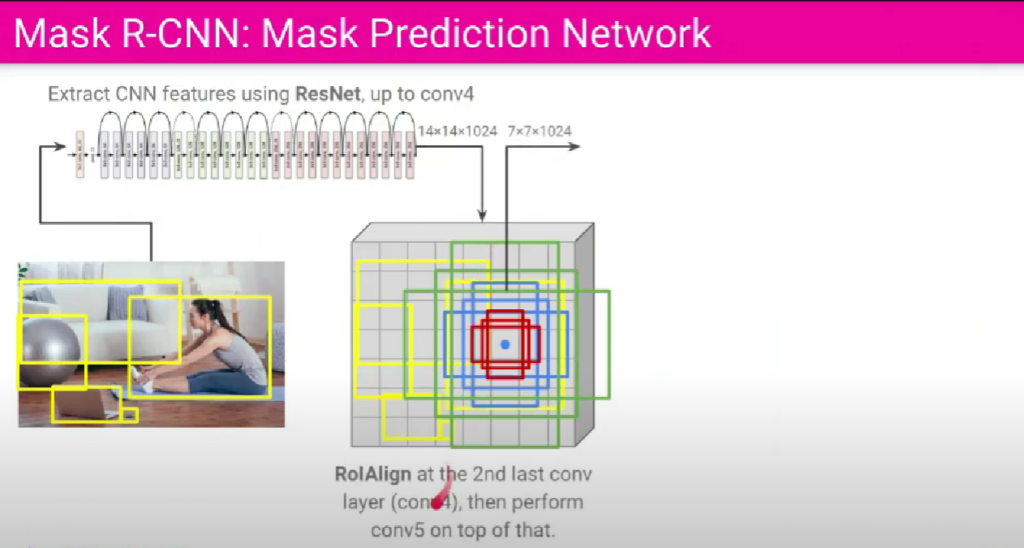 Mask R-CNN: Mask Prediction Network
Extract CNN features using ResNet, up to conv4
14×14×1024 7×7×1024
RoIAlign at the 2nd last conv
layer (conv4), then perform
conv5 on top of that.